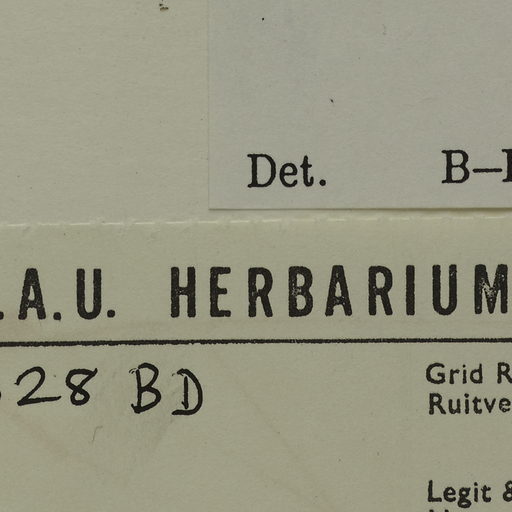 Det. B–
.A.U. HERBARIUM
28 BD
Grid R
Ruitve
Legit &